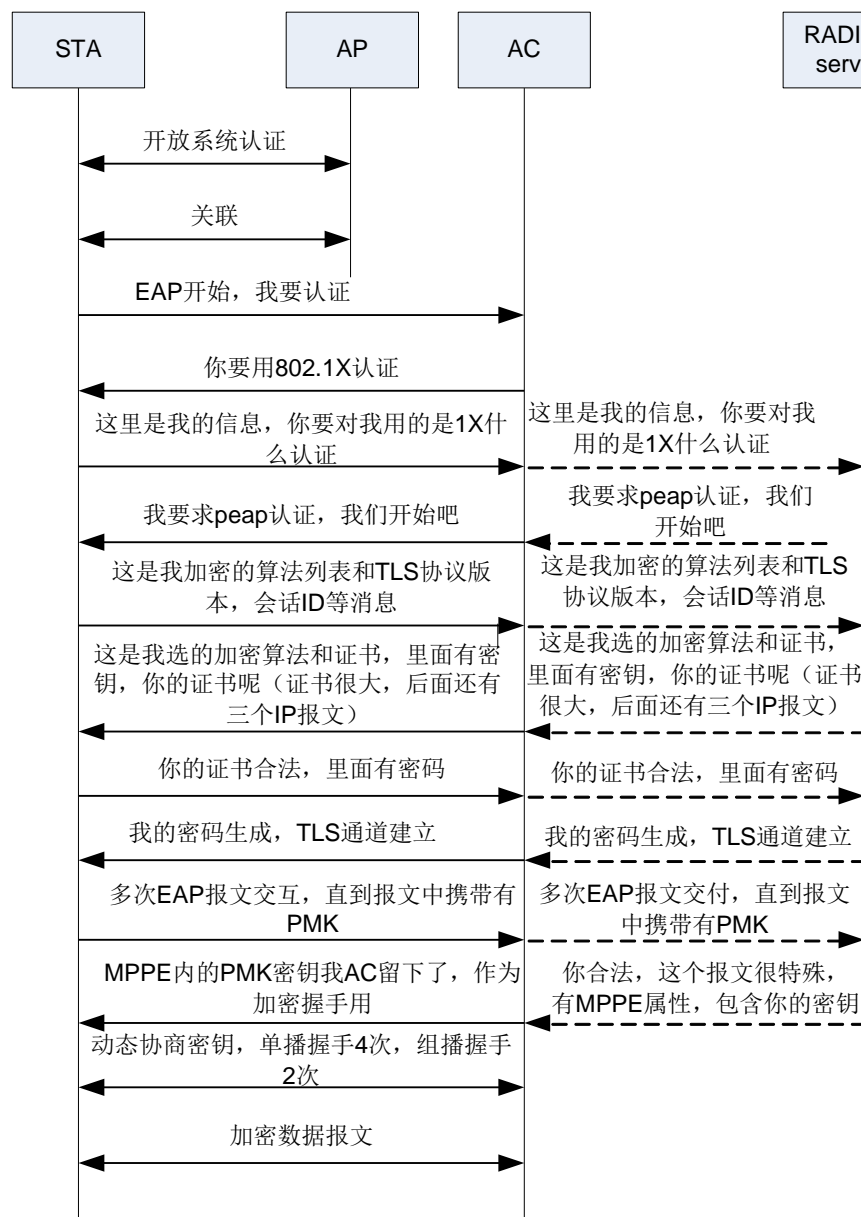 STA
AP
AC
RADI
serv
开放系统认证
关联
EAP开始，我要认证
你要用802.1X认证
这里是我的信息，你要对我用的是1X什
么认证
这里是我的信息，你要对我
用的是1X什么认证
我要求peap认证，我们开始吧
我要求peap认证，我们
开始吧
这是我加密的算法列表和TLS协议版
本，会话ID等消息
这是我加密的算法列表和TLS
协议版本，会话ID等消息
这是我选的加密算法和证书，里面有密
钥，你的证书呢（证书很大，后面还有
三个IP报文）
这是我选的加密算法和证书，
里面有密钥，你的证书呢（证书
很大，后面还有三个IP报文）
你的证书合法，里面有密码
你的证书合法，里面有密码
我的密码生成，TLS通道建立
我的密码生成，TLS通道建立
多次EAP报文交互，直到报文中携带有
PMK
多次EAP报文交付，直到报文
中携带有PMK
MPPE内的PMK密钥我AC留下了，作为
加密握手用
你合法，这个报文很特殊，
有MPPE属性，包含你的密钥
动态协商密钥，单播握手4次，组播握手
2次
加密数据报文